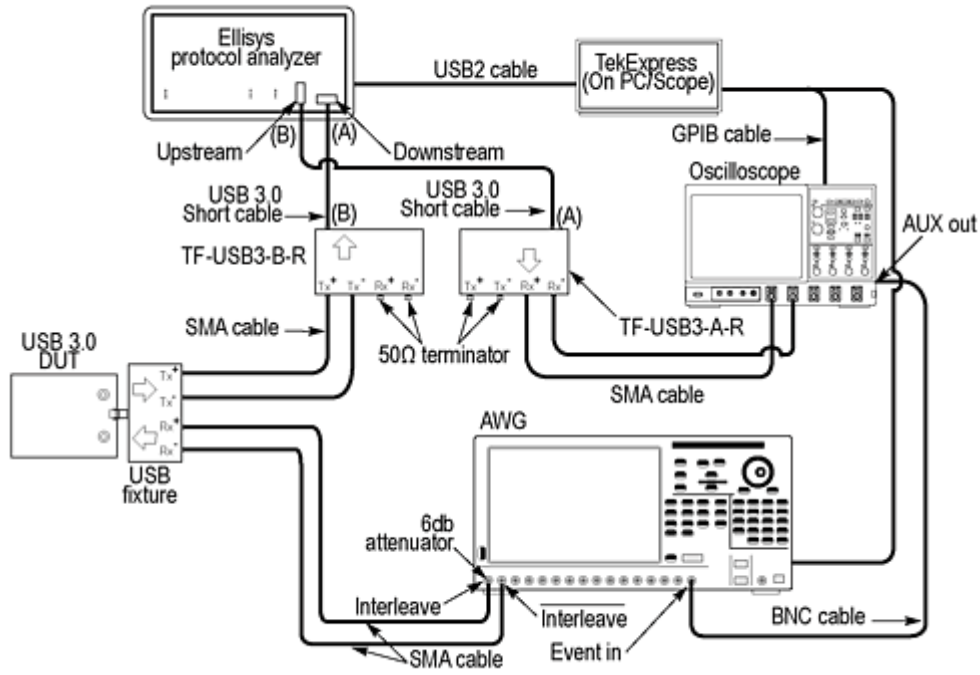 Ellisys
protocol analyzer
USB2 cable
TekExpress
(On PC/Scope)
(B)
(A)
Upstream
Downstream
GPIB cable
Oscilloscope
USB 3.0
Short cable
(B)
USB 3.0
Short cable
(A)
AUX out
TF-USB3-B-R
Tx+
Tx-
Rx+
Rx-
Tx+
Tx-
Rx+
Rx-
TF-USB3-A-R
SMA cable
50Ω terminator
SMA cable
USB 3.0
DUT
Tx+
Tx-
Rx+
Rx-
USB
fixture
AWG
6db
attenuator
Interleave
Interleave
Event in
BNC cable
SMA cable